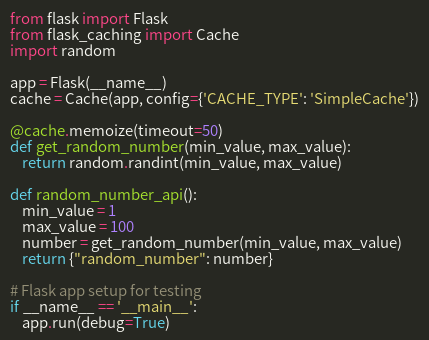 from flask import Flask
from flask_caching import Cache
import random

app = Flask(__name__)
cache = Cache(app, config={'CACHE_TYPE': 'SimpleCache'})

@cache.memoize(timeout=50)
def get_random_number(min_value, max_value):
    return random.randint(min_value, max_value)

def random_number_api():
    min_value = 1
    max_value = 100
    number = get_random_number(min_value, max_value)
    return {"random_number": number}

# Flask app setup for testing
if __name__ == '__main__':
    app.run(debug=True)